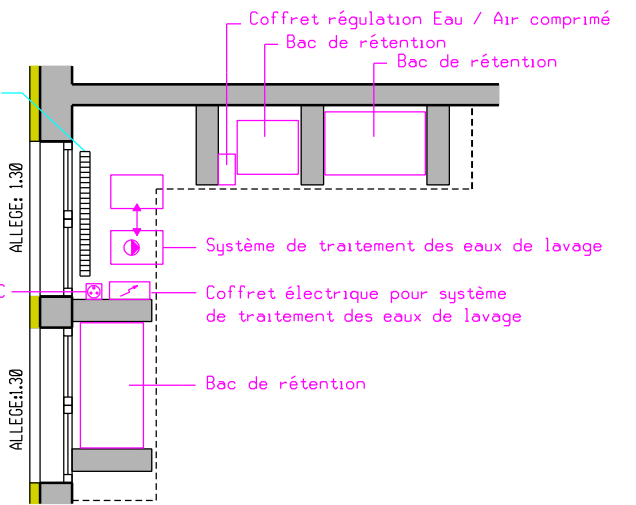 Coffret régulation Eau / Air comprimé
Bac de rétention
Bac de rétention
ALLEGE: 1.30
Système de traitement des eaux de lavage
C
Coffret électrique pour système
de traitement des eaux de lavage
ALLEGE:1.30
Bac de rétention